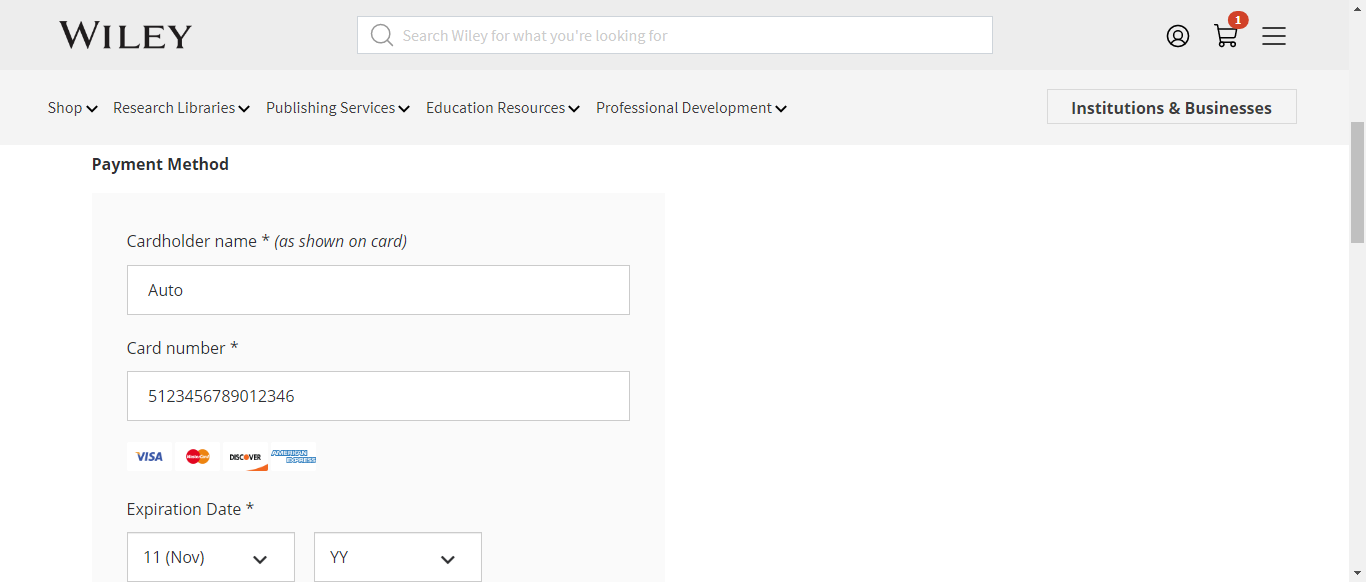 WILEY
Search Wiley for what you're looking for
1
Shop Research Libraries Publishing Services Education Resources Professional Development Institutions & Businesses
Payment Method
Cardholder name * (as shown on card)
Auto
Card number *
5123456789012346
VISA MasterCard DISCOVER AMERICAN EXPRESS
Expiration Date *
11 (Nov) YY